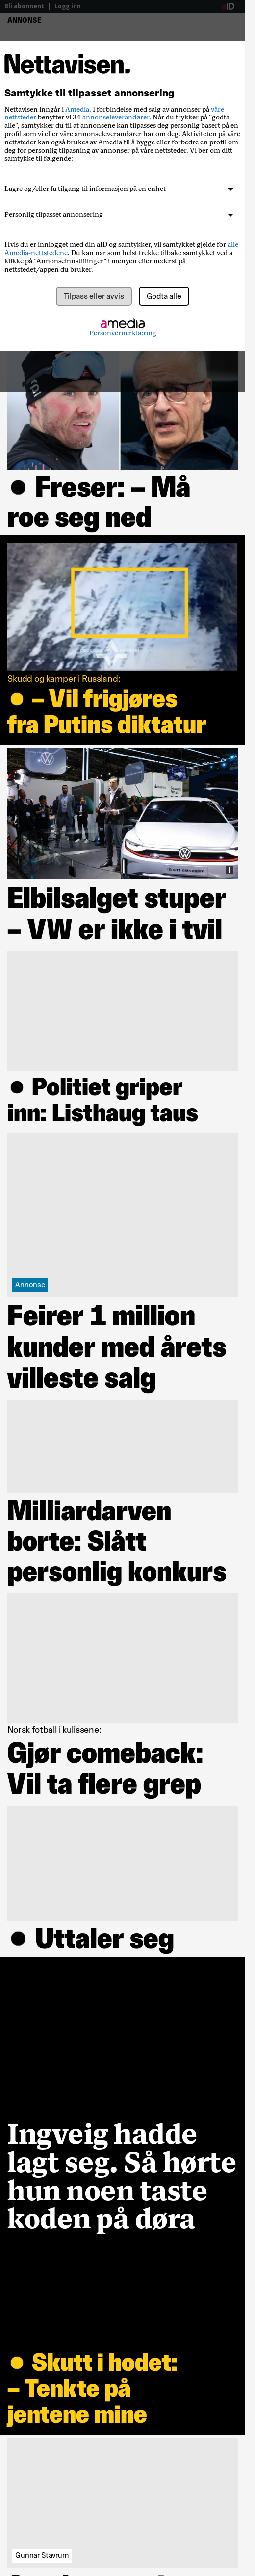 Bli abonnent | Logg inn
aID
ANNONSE
Nettavisen.
Samtykke til tilpasset annonsering
Nettavisen inngår i Amedia. I forbindelse med salg av annonser på våre
nettsteder benytter vi 34 annonseleverandører. Når du trykker på "godta
alle", samtykker du til at annonsene kan tilpasses deg personlig basert på en
profil som vi eller våre annonseleverandører har om deg. Aktiviteten på våre
nettsteder kan også brukes av Amedia til å bygge eller forbedre en profil om
deg for personlig tilpasning av annonser på våre nettsteder. Vi ber om ditt
samtykke til følgende:
Lagre og/eller få tilgang til informasjon på en enhet
Personlig tilpasset annonsering
Hvis du er innlogget med din aID og samtykker, vil samtykket gjelde for alle
Amedia-nettstedene. Du kan når som helst trekke tilbake samtykket ved å
klikke på “Annonseinnstillinger” i menyen eller nederst på
nettstedet/appen du bruker.
Tilpass eller avvis
Godta alle
amedia
Personvernerklæring
● Freser: – Må
roe seg ned
Skudd og kamper i Russland:
● – Vil frigjøres
fra Putins diktatur
Elbilsalget stuper
– VW er ikke i tvil
● Politiet griper
inn: Listhaug taus
Annonse
Feirer 1 million
kunder med årets
villeste salg
Milliardarven
borte: Slått
personlig konkurs
Norsk fotball i kulissene:
Gjør comeback:
Vil ta flere grep
● Uttaler seg
Ingveig hadde
lagt seg. Så hørte
hun noen taste
koden på døra
● Skutt i hodet:
– Tenkte på
jentene mine
Gunnar Stavrum